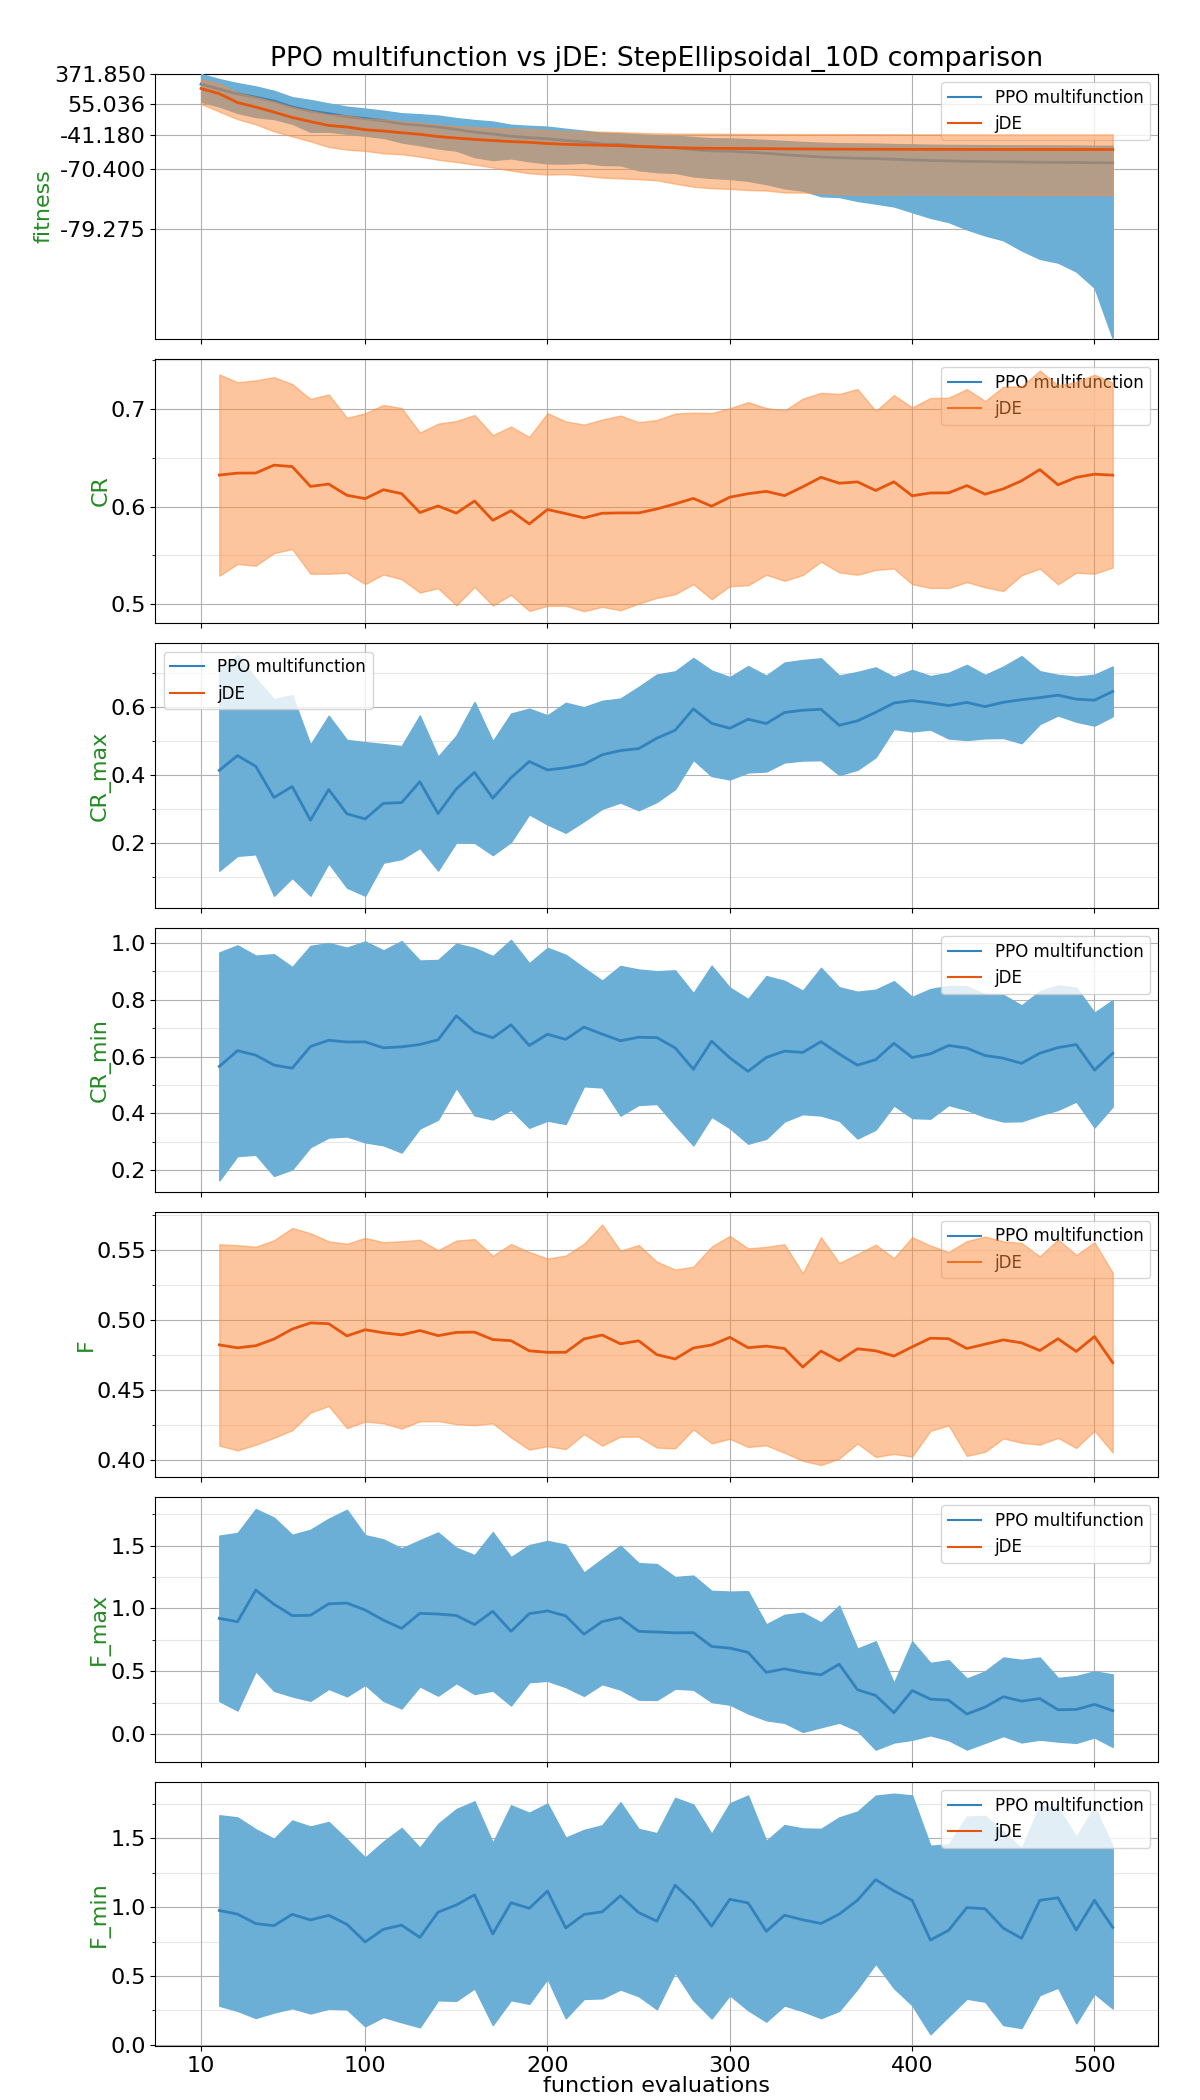 PPO multifunction vs jDE: StepEllipsoidal_10D comparison
371.850
55.036
-41.180
-70.400
-79.275
fitness
PPO multifunction
jDE
0.7
0.6
0.5
CR
PPO multifunction
jDE
0.6
0.4
0.2
CR_max
PPO multifunction
jDE
1.0
0.8
0.6
0.4
0.2
CR_min
PPO multifunction
jDE
0.55
0.50
0.45
0.40
F
PPO multifunction
jDE
1.5
1.0
0.5
0.0
F_max
PPO multifunction
jDE
1.5
1.0
0.5
0.0
F_min
PPO multifunction
jDE
10 100 200 300 400 500
function evaluations